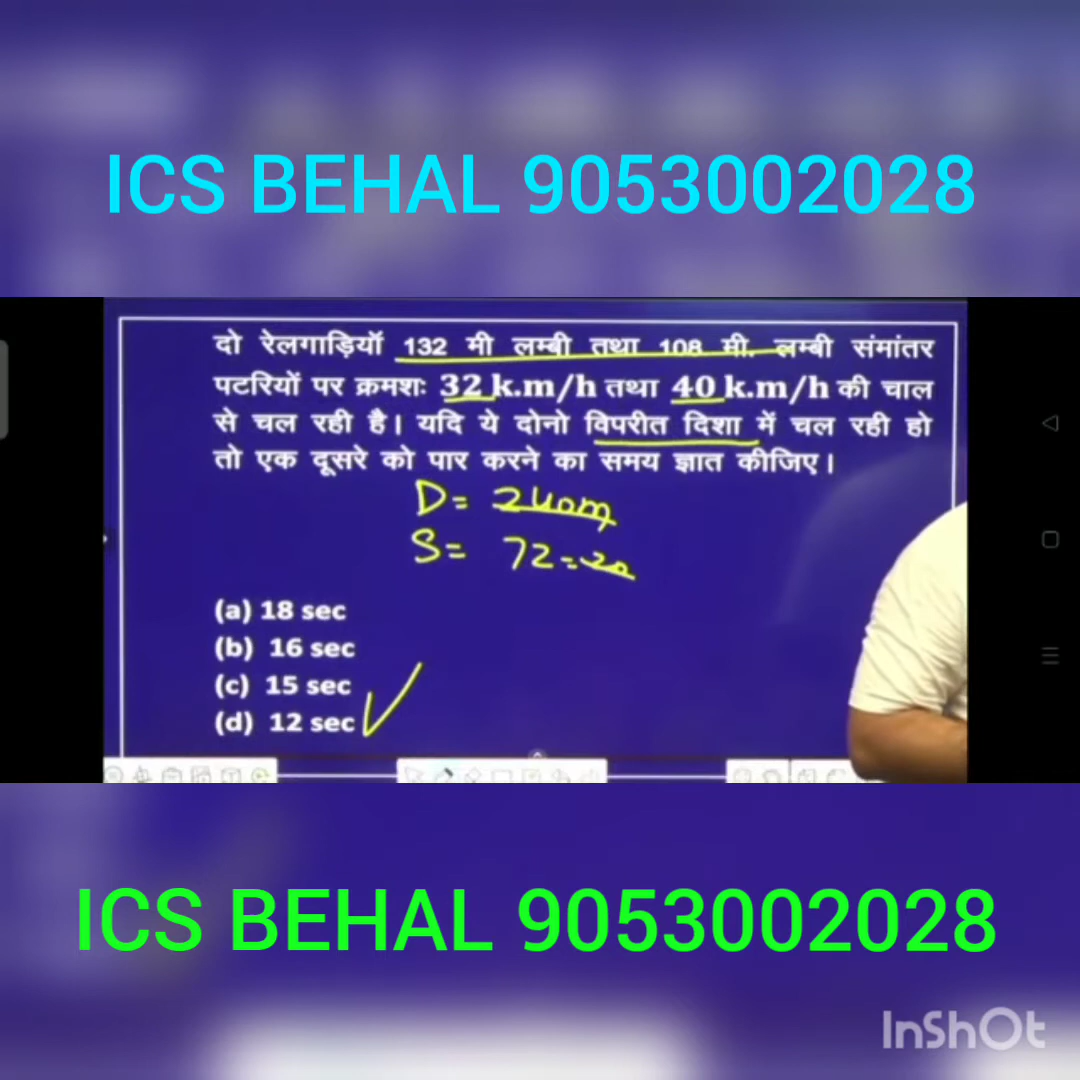 ICS BEHAL 9053002028
दो रेलगाड़ियॉ 132 मी लम्बी तथा 108 मी. लम्बी संमांतर
पटरियों पर क्रमशः 32 k.m/h तथा 40 k.m/h की चाल
से चल रही है। यदि ये दोनो विपरीत दिशा में चल रही हो
तो एक दूसरे को पार करने का समय ज्ञात कीजिए।
D= 240m
S= 72=20
(a) 18 sec
(b) 16 sec
(c) 15 sec
(d) 12 sec
ICS BEHAL 9053002028
InShOt